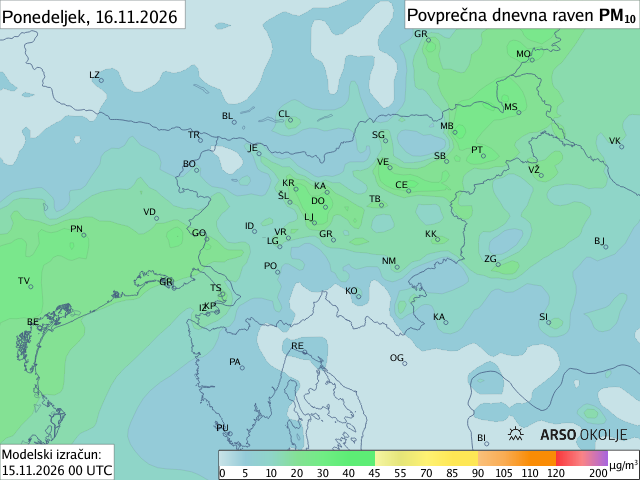 Ponedeljek, 16.11.2026
Povprečna dnevna raven PM₁₀
GR
MO
LZ
MS
BL
CL
MB
TR
SG
VK
JE
PT
SB
BO
VE
VŽ
KR
KA
CE
ŠL
DO
TB
VD
LJ
ID
PN
GO
VR
GR
KK
LG
BJ
PO
NM
ZG
TV
GR
TS
KO
IZ
KP
BE
KA
SI
RE
PA
OG
PU
BI
ARSO OKOLJE
Modelski izračun:
15.11.2026 00 UTC
0 5 10 20 30 40 45 55 70 85 90 105 110 120 200 µg/m³